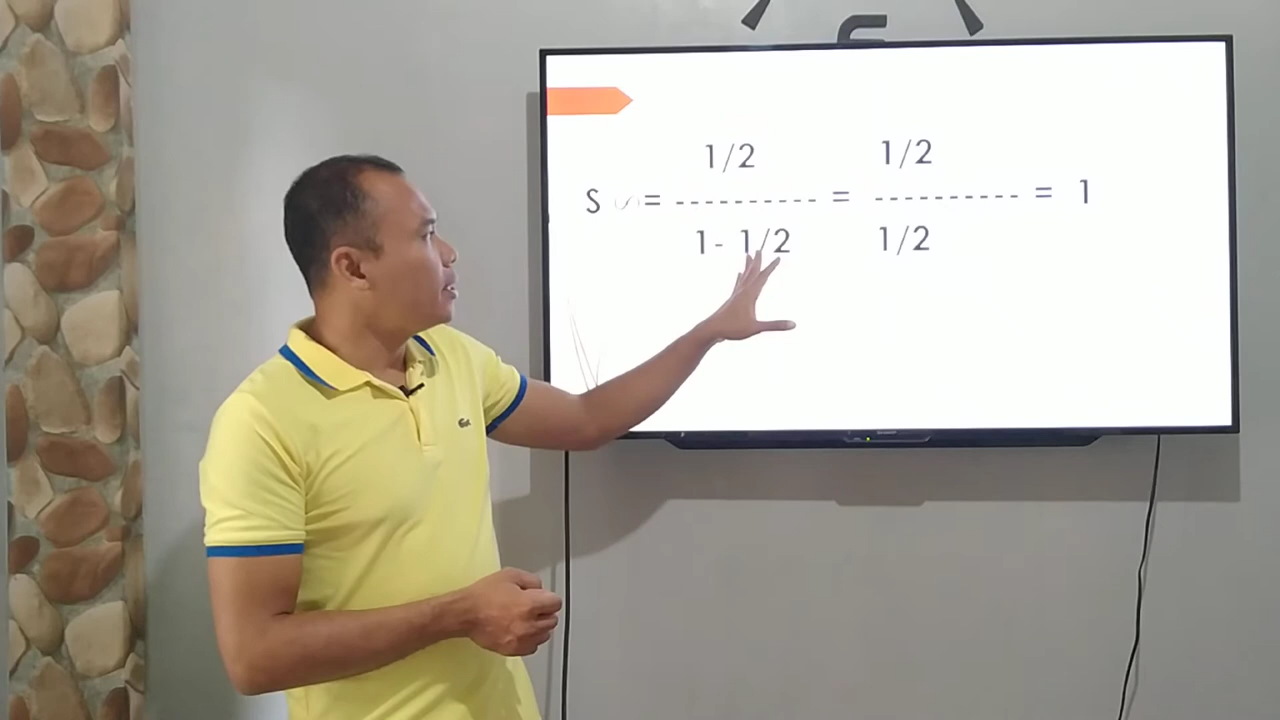 1/2 1/2
S ∽= ---------- = ---------- = 1
1- 1/2 1/2